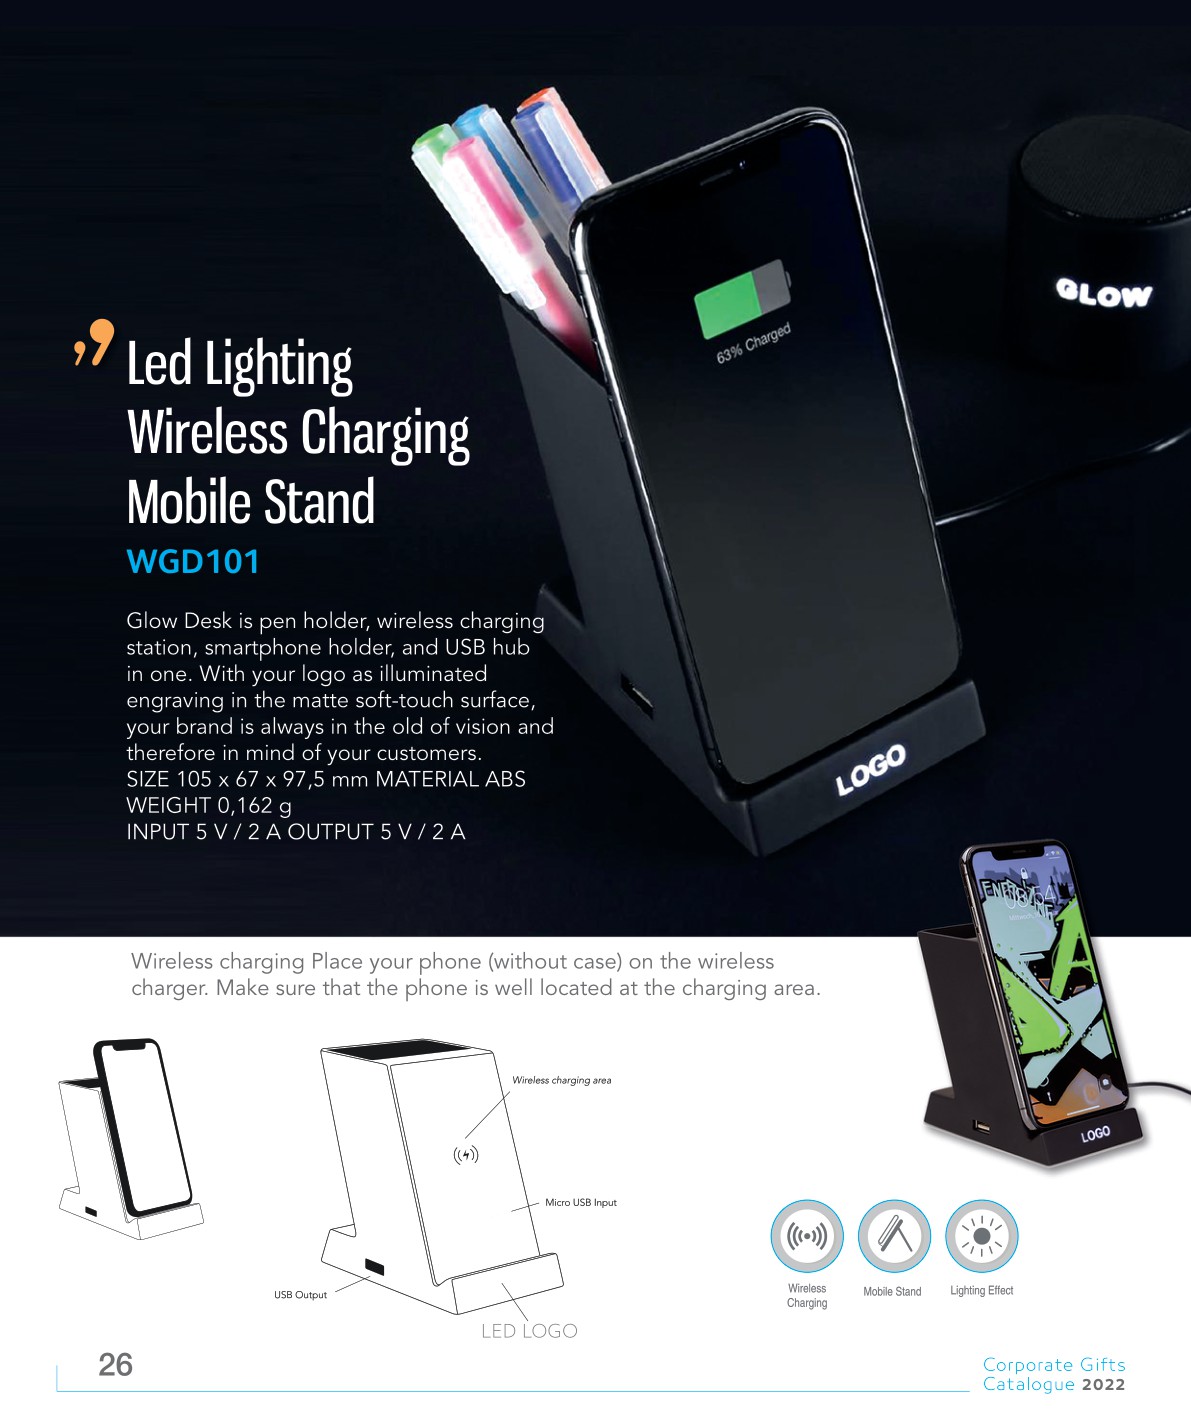 GLOW
63% Charged
LOGO
Led Lighting
Wireless Charging
Mobile Stand
WGD101
Glow Desk is pen holder, wireless charging
station, smartphone holder, and USB hub
in one. With your logo as illuminated
engraving in the matte soft-touch surface,
your brand is always in the old of vision and
therefore in mind of your customers.
SIZE 105 x 67 x 97,5 mm MATERIAL ABS
WEIGHT 0,162 g
INPUT 5 V / 2 A OUTPUT 5 V / 2 A
08:54
LOGO
Wireless charging Place your phone (without case) on the wireless
charger. Make sure that the phone is well located at the charging area.
Wireless charging area
Micro USB Input
USB Output
LED LOGO
Wireless
Charging
Mobile Stand
Lighting Effect
26
Corporate Gifts
Catalogue 2022